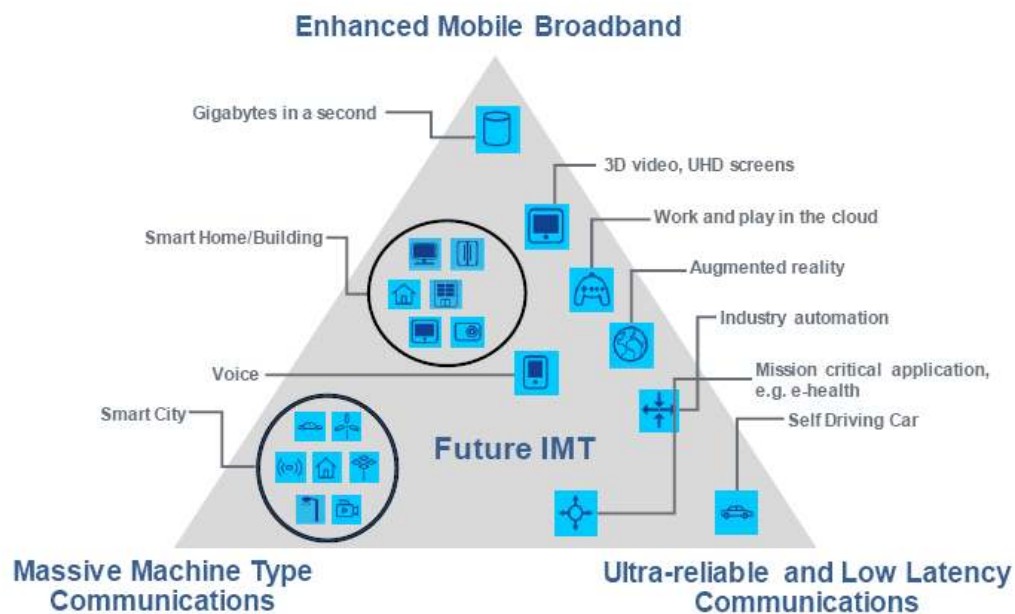 Enhanced Mobile Broadband
Gigabytes in a second
3D video, UHD screens
Work and play in the cloud
Smart Home/Building
Augmented reality
Industry automation
Voice
Mission critical application,
e.g. e-health
Smart City
Self Driving Car
Future IMT
Massive Machine Type
Communications
Ultra-reliable and Low Latency
Communications